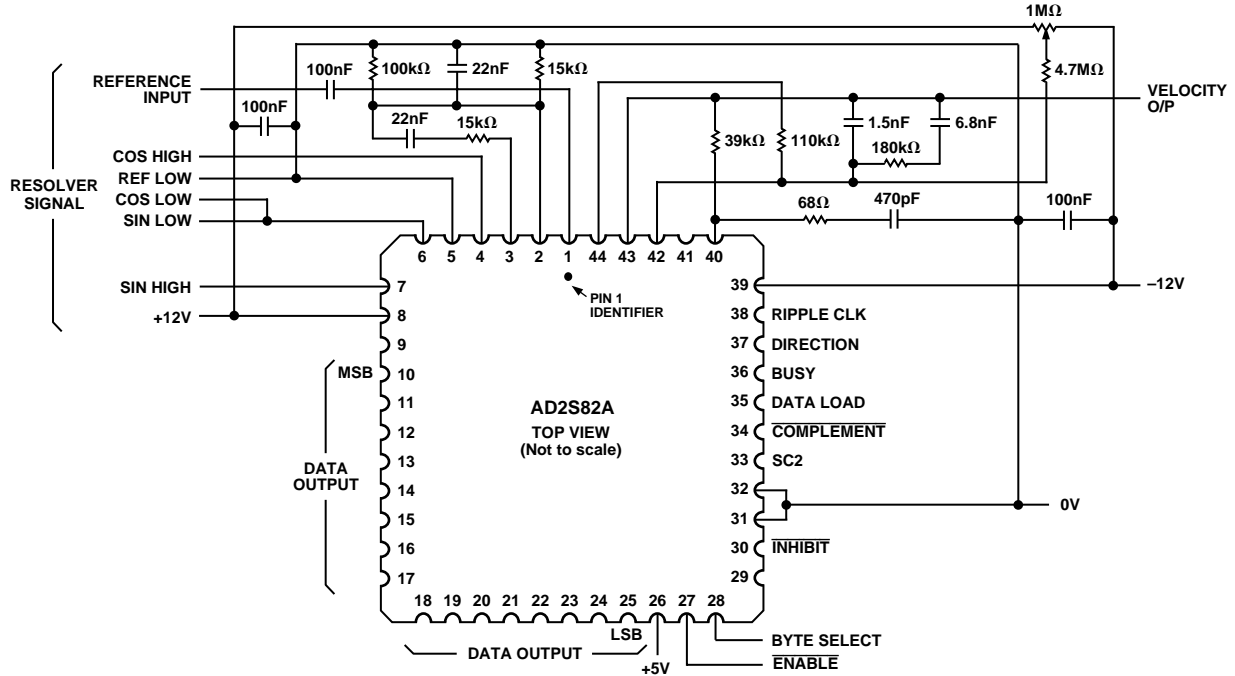 1MΩ
100nF
100kΩ
22nF
15kΩ
4.7MΩ
REFERENCE
INPUT
VELOCITY
O/P
100nF
22nF
15kΩ
39kΩ
110kΩ
1.5nF
6.8nF
180kΩ
COS HIGH
REF LOW
COS LOW
SIN LOW
RESOLVER
SIGNAL
68Ω
470pF
100nF
6
5
4
3
2
1
44
43
42
41
40
PIN 1
IDENTIFIER
SIN HIGH
+12V
7
8
9
MSB
10
11
12
13
14
15
16
17
DATA
OUTPUT
AD2S82A
TOP VIEW
(Not to scale)
39
–12V
38 RIPPLE CLK
37 DIRECTION
36 BUSY
35 DATA LOAD
34 COMPLEMENT
33 SC2
32
31
0V
30 INHIBIT
29
18 19 20 21 22 23 24 25 26 27 28
LSB
DATA OUTPUT
+5V
BYTE SELECT
ENABLE